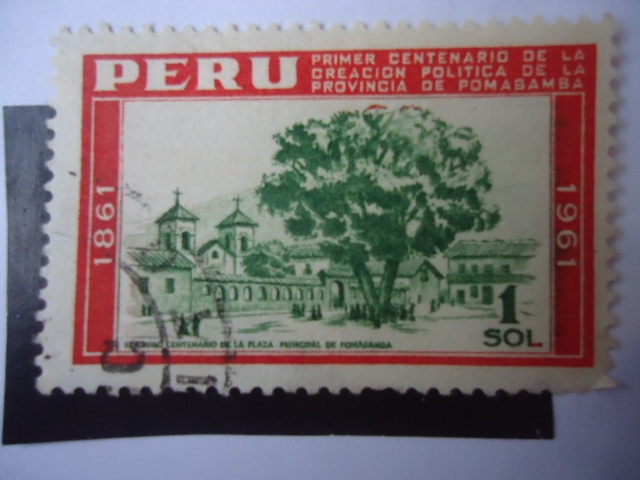 PERU
PRIMER CENTENARIO DE LA
CREACION POLITICA DE LA
PROVINCIA DE POMABAMBA
1861
1961
1
SOL
CENTENARIO DE LA PLAZA PRINCIPAL DE POMABAMBA